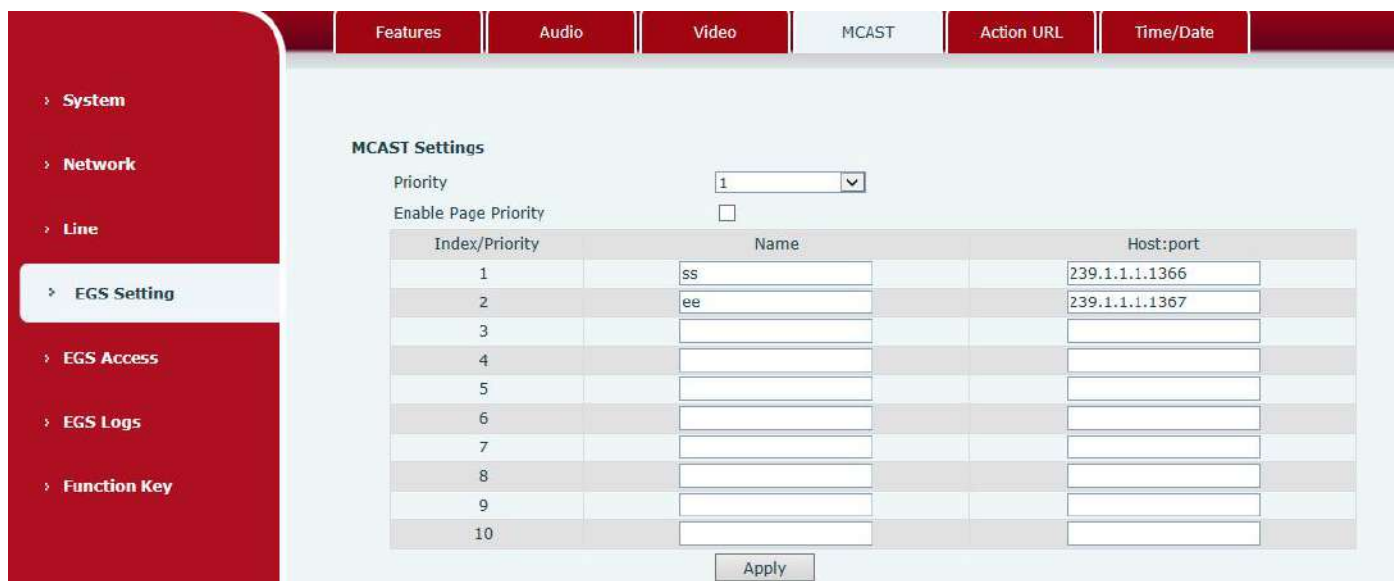 Features Audio Video MCAST Action URL Time/Date
› System
› Network
› Line
› EGS Setting
› EGS Access
› EGS Logs
› Function Key
MCAST Settings
Priority 1
Enable Page Priority
Index/Priority Name Host:port
1 ss 239.1.1.1.1366
2 ee 239.1.1.1.1367
3
4
5
6
7
8
9
10
Apply